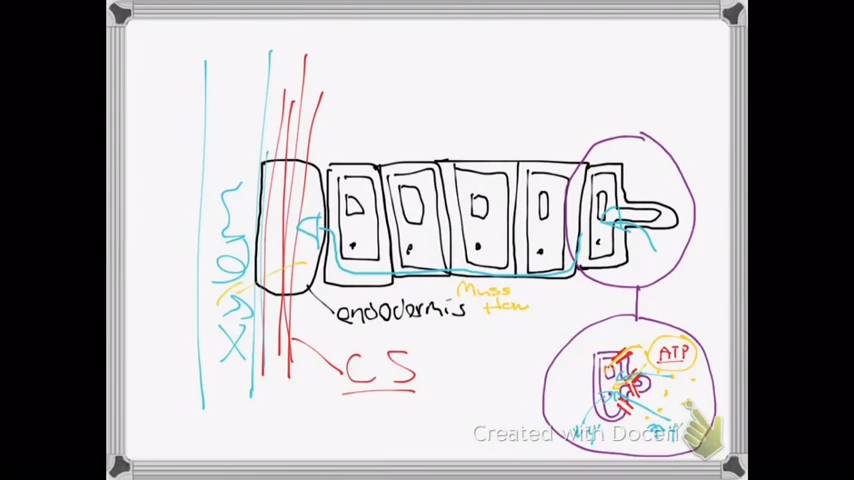 xylem
endodermis
Mass
flow
CS
ATP
Created with Doceri